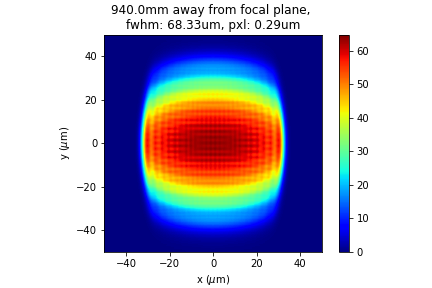 940.0mm away from focal plane,
fwhm: 68.33um, pxl: 0.29um
40
20
0
−20
−40
y (μm)
−40 −20 0 20 40
x (μm)
60
50
40
30
20
10
0